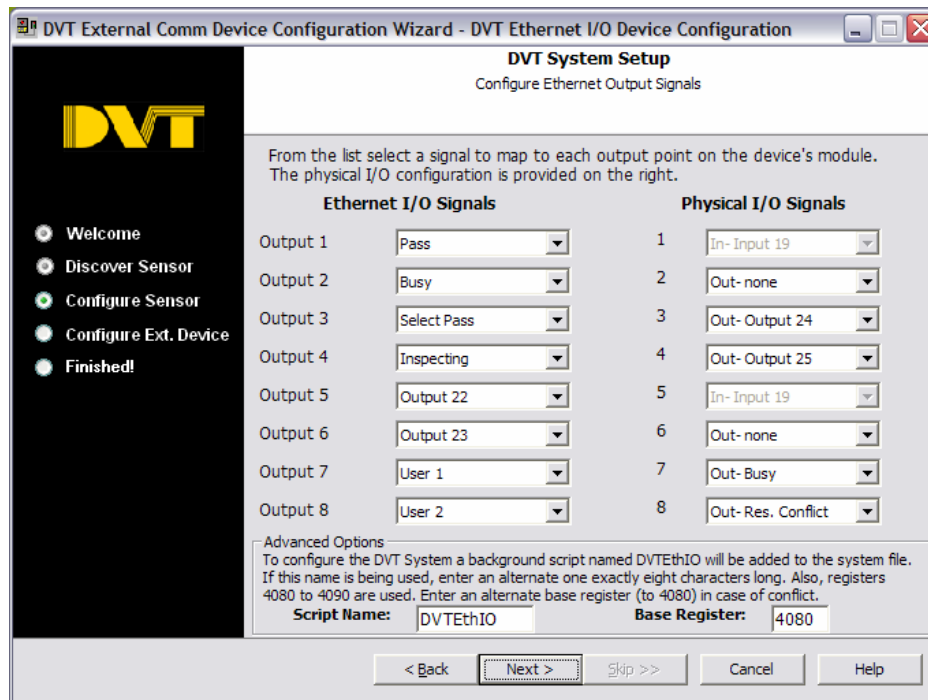 DVT External Comm Device Configuration Wizard - DVT Ethernet I/O Device Configuration
DVT System Setup
Configure Ethernet Output Signals
DVT
Welcome
Discover Sensor
Configure Sensor
Configure Ext. Device
Finished!
From the list select a signal to map to each output point on the device's module.
The physical I/O configuration is provided on the right.
Ethernet I/O Signals Physical I/O Signals
Output 1 Pass 1 In- Input 19
Output 2 Busy 2 Out- none
Output 3 Select Pass 3 Out- Output 24
Output 4 Inspecting 4 Out- Output 25
Output 5 Output 22 5 In- Input 19
Output 6 Output 23 6 Out- none
Output 7 User 1 7 Out- Busy
Output 8 User 2 8 Out- Res. Conflict
Advanced Options
To configure the DVT System a background script named DVTEthIO will be added to the system file.
If this name is being used, enter an alternate one exactly eight characters long. Also, registers
4080 to 4090 are used. Enter an alternate base register (to 4080) in case of conflict.
Script Name: DVTEthIO Base Register: 4080
< Back Next > Skip >> Cancel Help